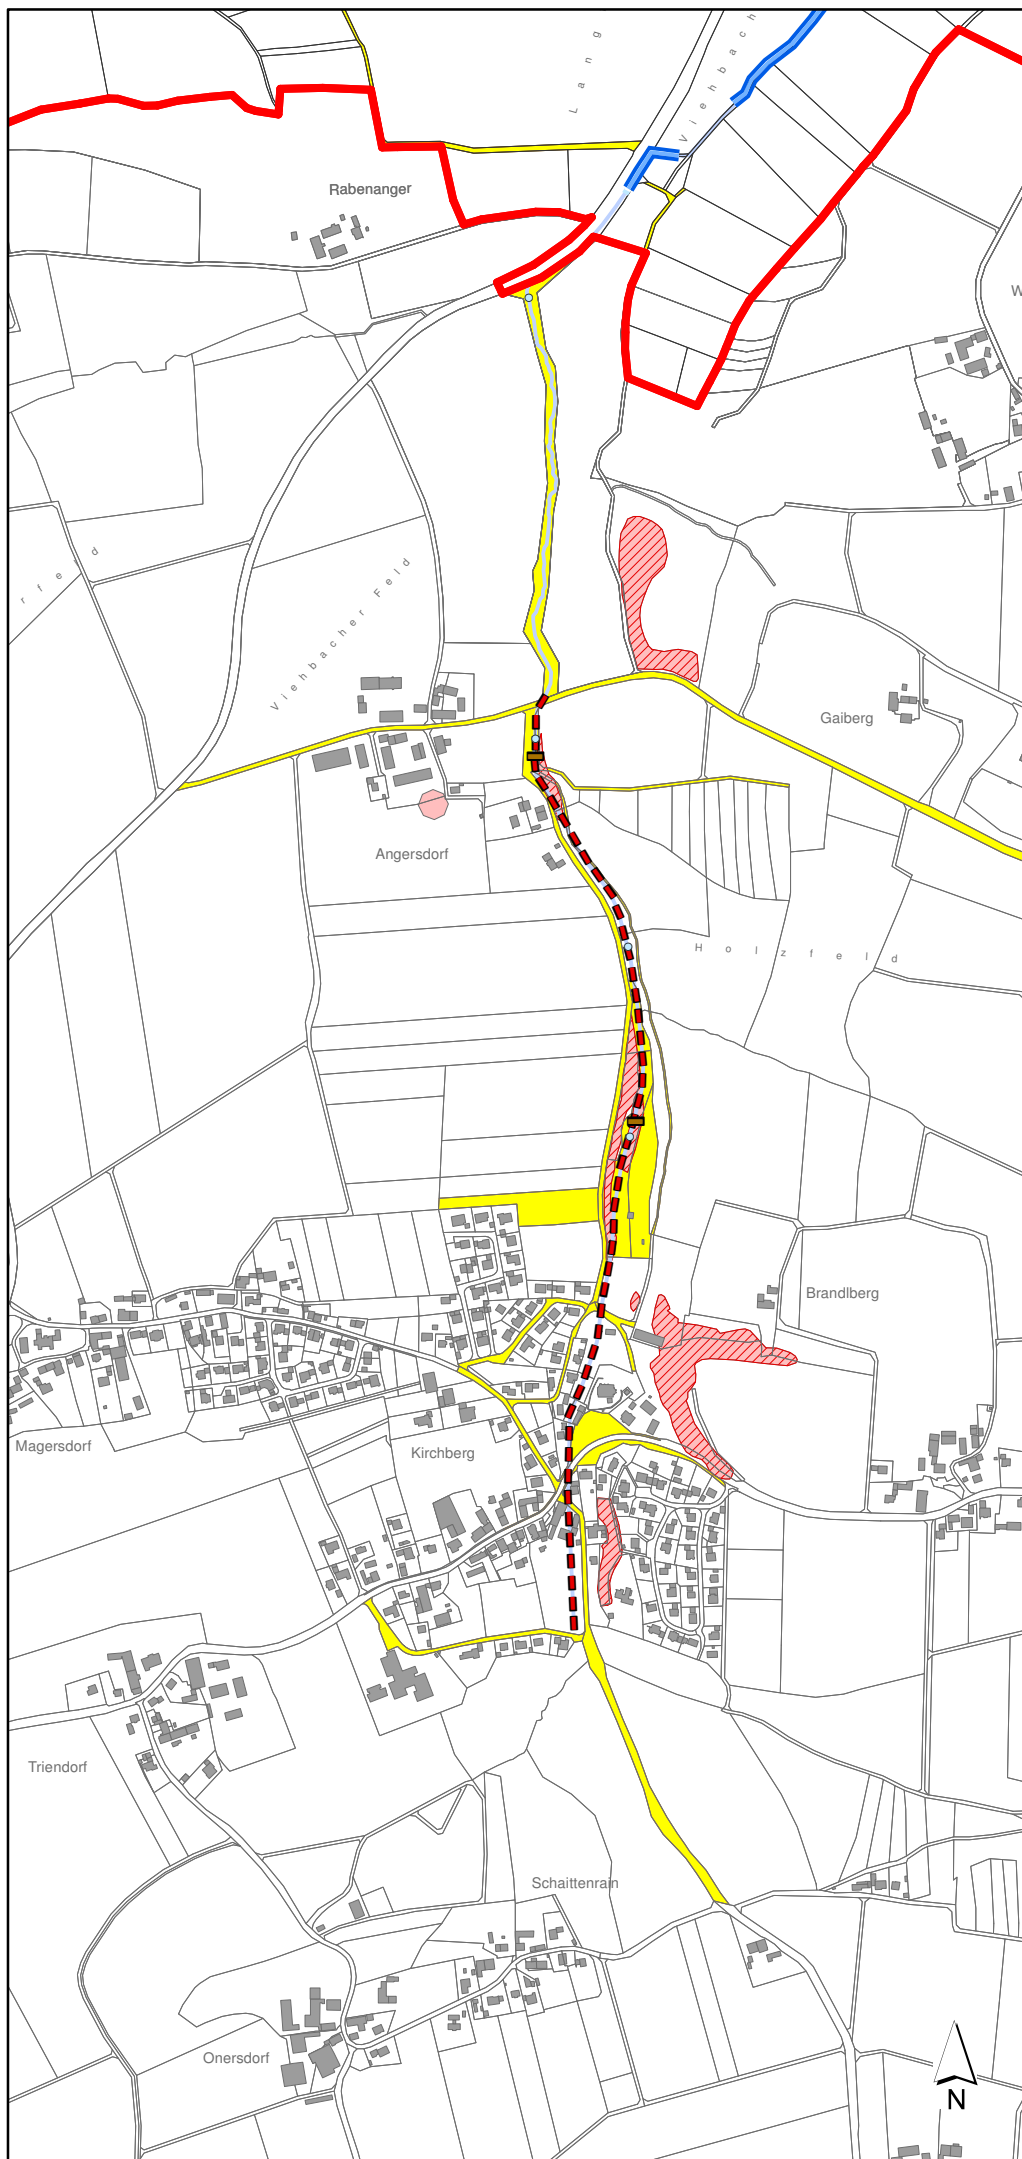 Lang
Viehbach
Rabenanger
W
rfeld
Viehbacher Feld
Gaiberg
Angersdorf
Holzfeld
Brandlberg
Magersdorf
Kirchberg
Triendorf
Schaittenrain
Onersdorf
N